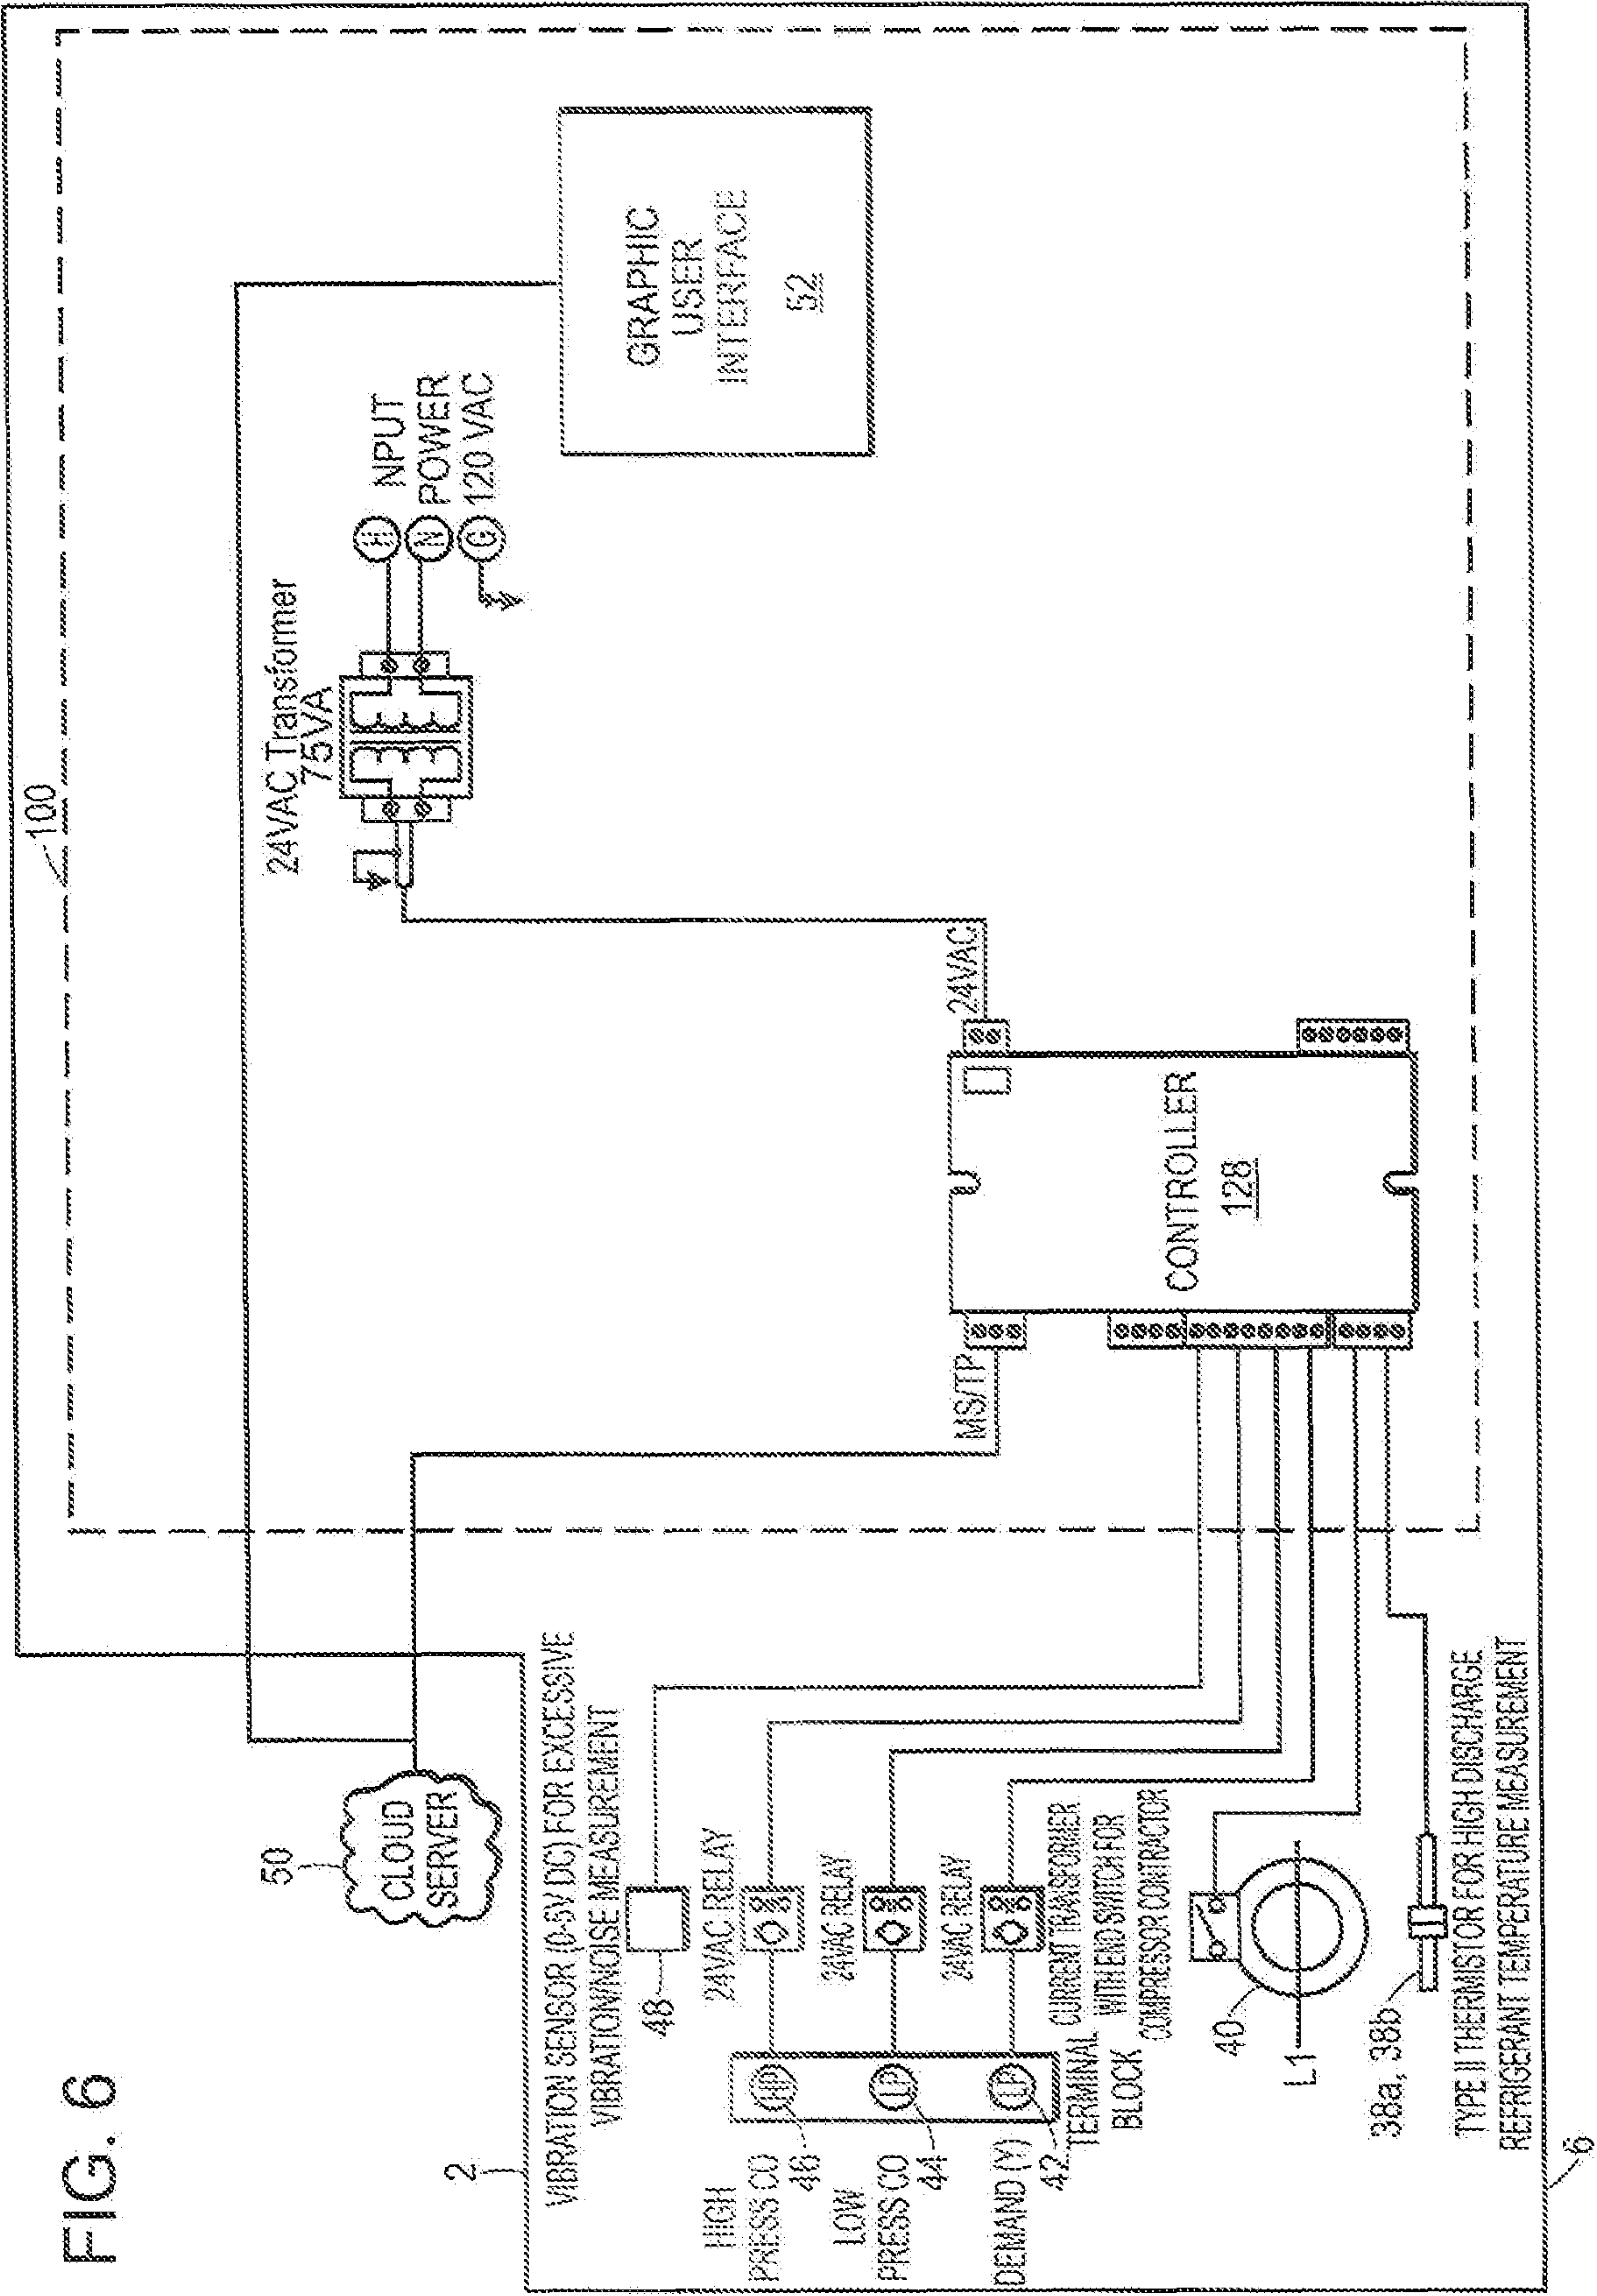 FIG. 6
100
24VAC Transformer
75VA
H
N
G
INPUT
POWER
120 VAC
GRAPHIC
USER
INTERFACE
52
50
CLOUD
SERVER
MS/TP
24VAC
CONTROLLER
128
2
VIBRATION SENSOR (0-5V DC) FOR EXCESSIVE
VIBRATION/NOISE MEASUREMENT
48
24VAC RELAY
HIGH
PRESS CO
46
HP
24VAC RELAY
LOW
PRESS CO
44
LP
24VAC RELAY
DEMAND (Y)
42
LP
TERMINAL
BLOCK
CURRENT TRANSFORMER
WITH END SWITCH FOR
COMPRESSOR CONTRACTOR
40
L1
38a, 38b
TYPE II THERMISTOR FOR HIGH DISCHARGE
REFRIGERANT TEMPERATURE MEASUREMENT
6